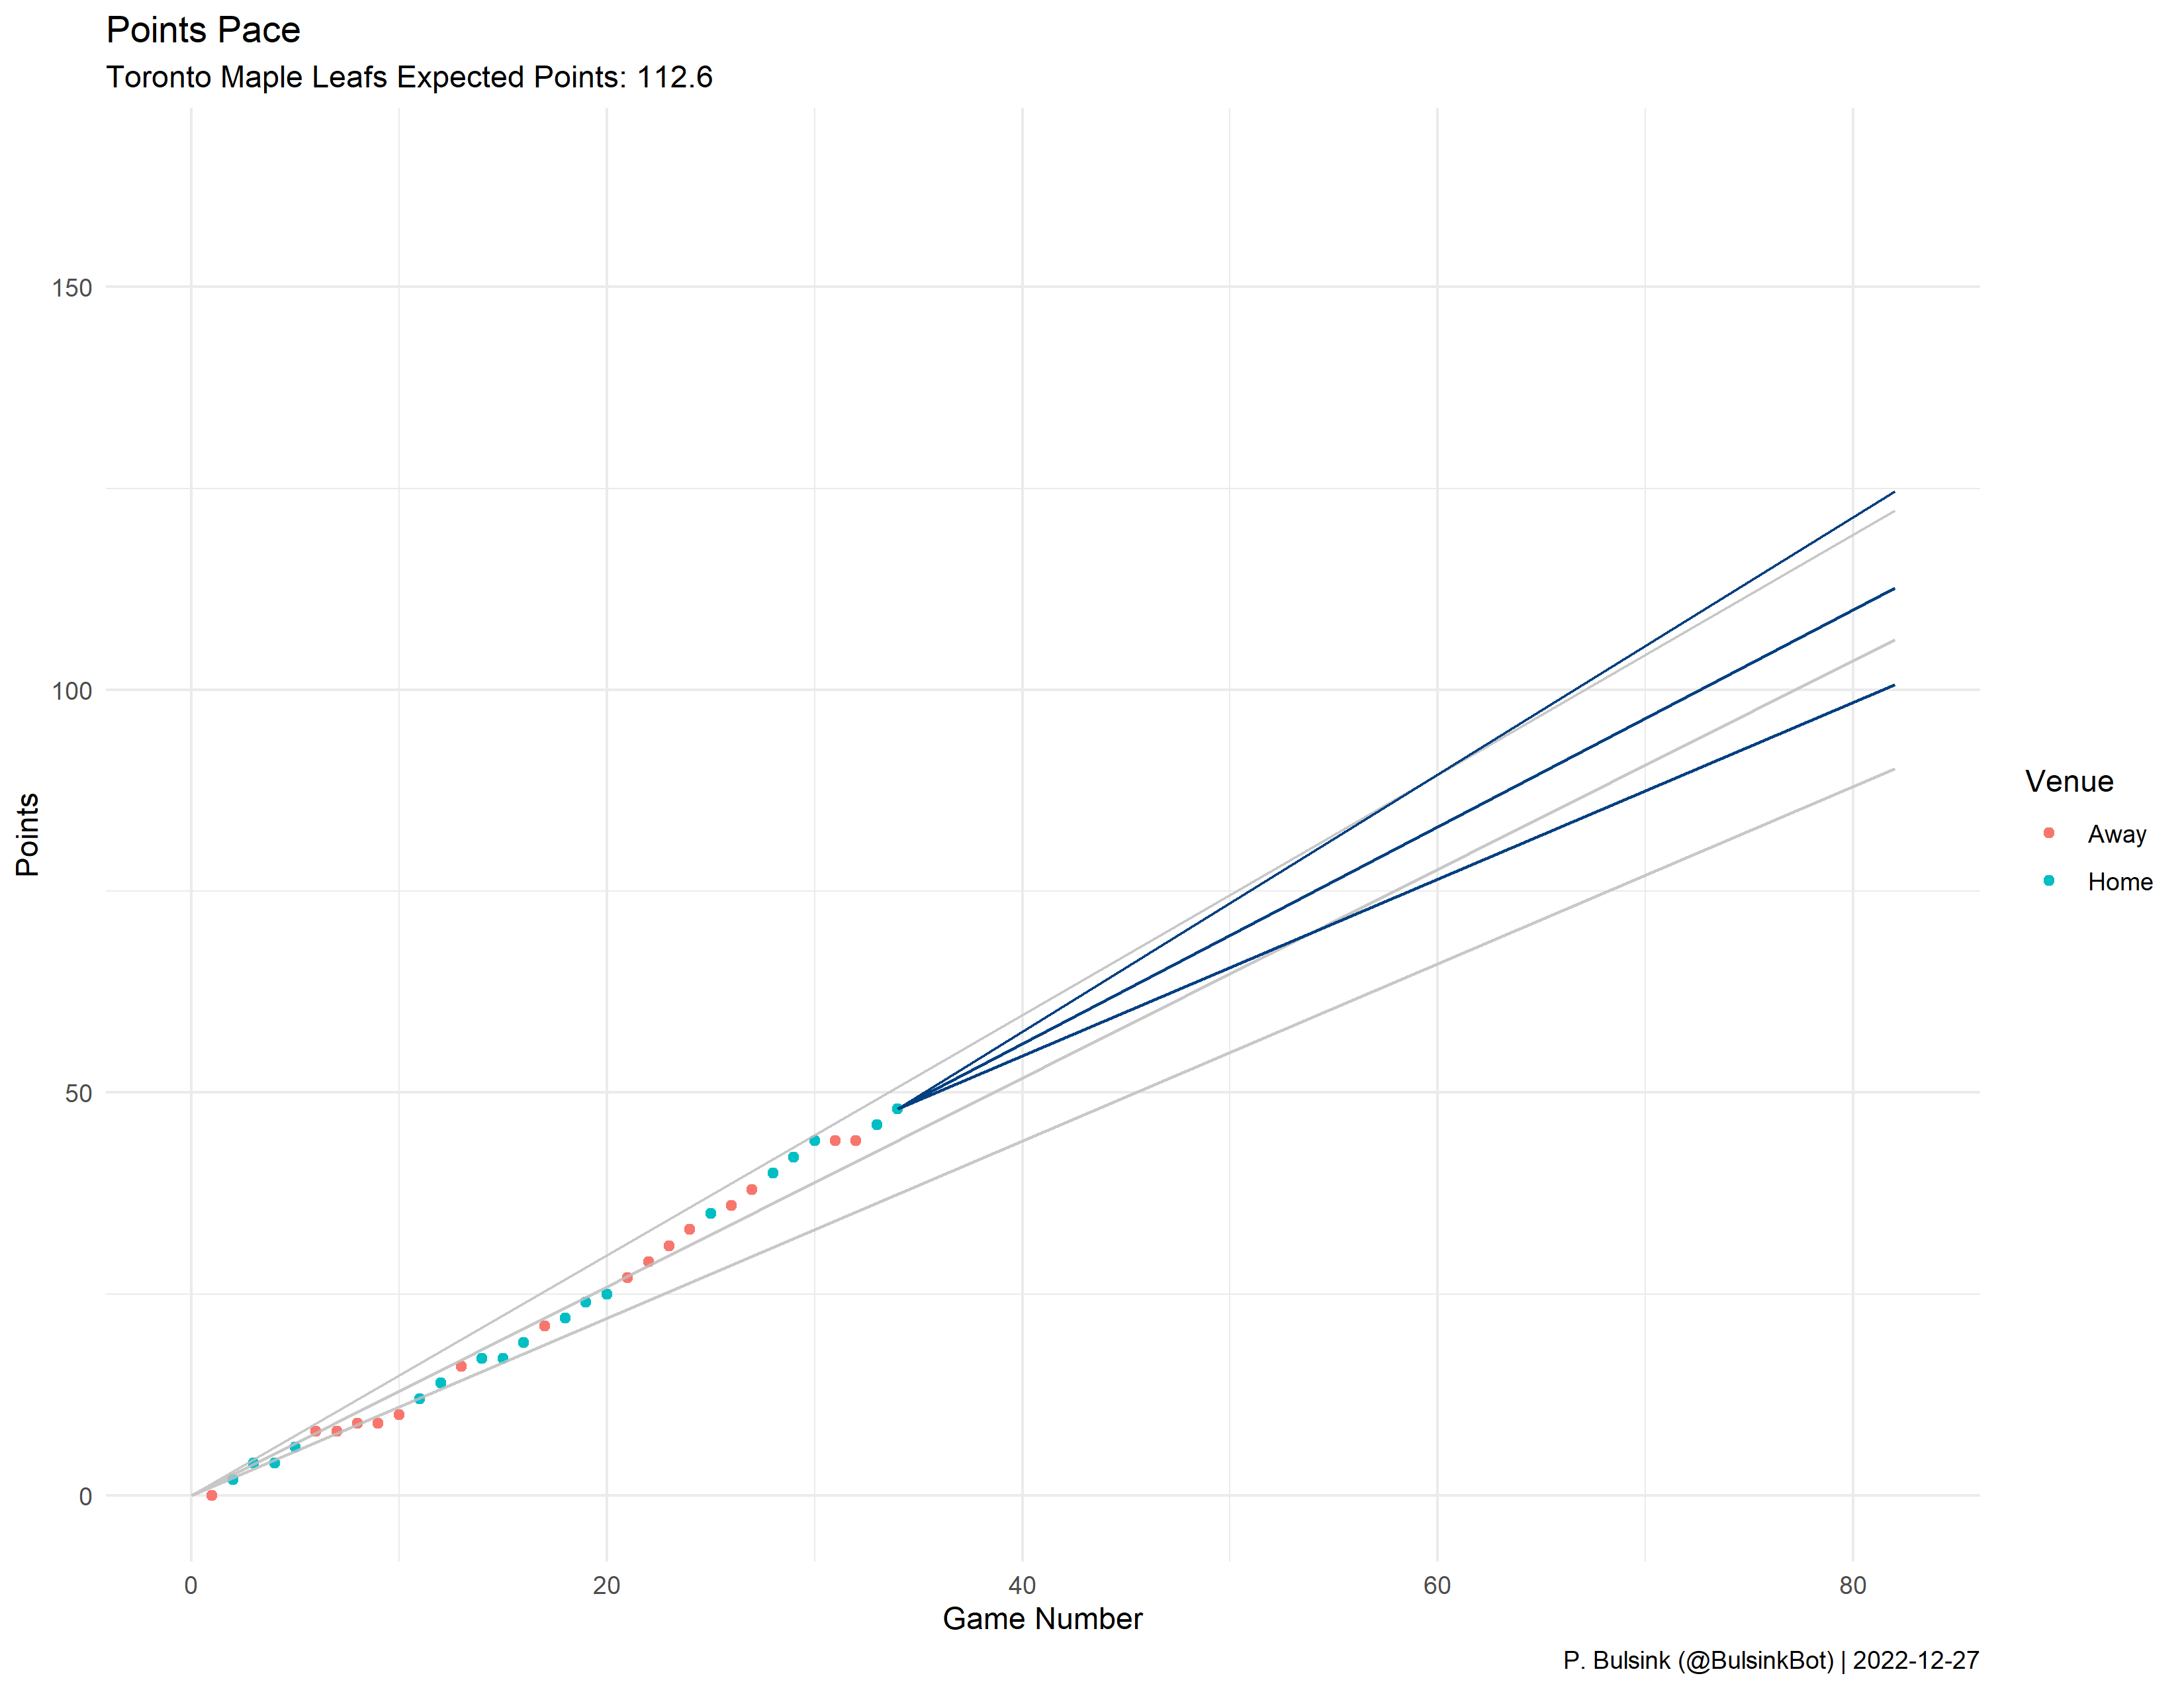 Points Pace
Toronto Maple Leafs Expected Points: 112.6
150
100
50
0
Points
0 20 40 60 80
Game Number
Venue
Away
Home
P. Bulsink (@BulsinkBot) | 2022-12-27